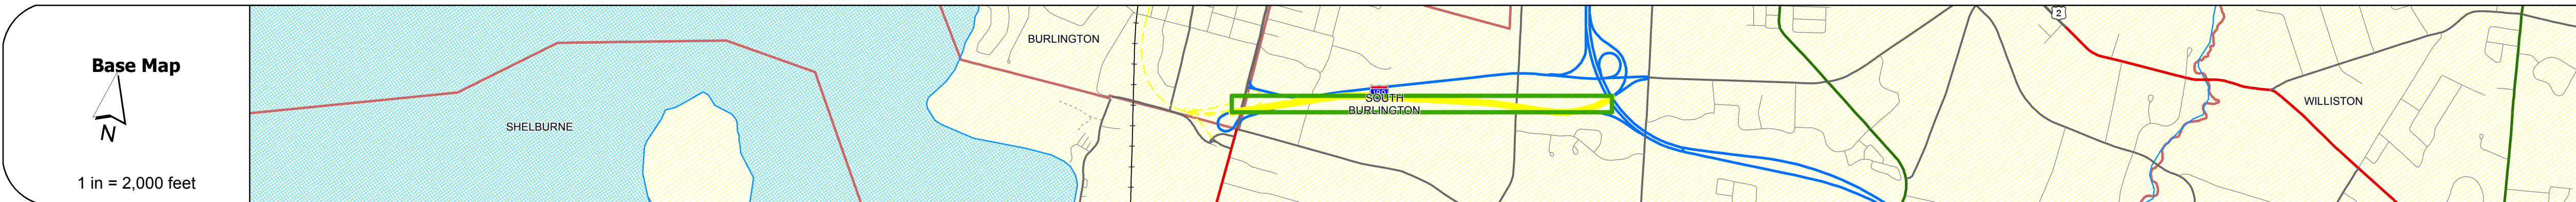 Base Map
N
1 in = 2,000 feet
SHELBURNE
BURLINGTON
189
SOUTH
BURLINGTON
2
WILLISTON